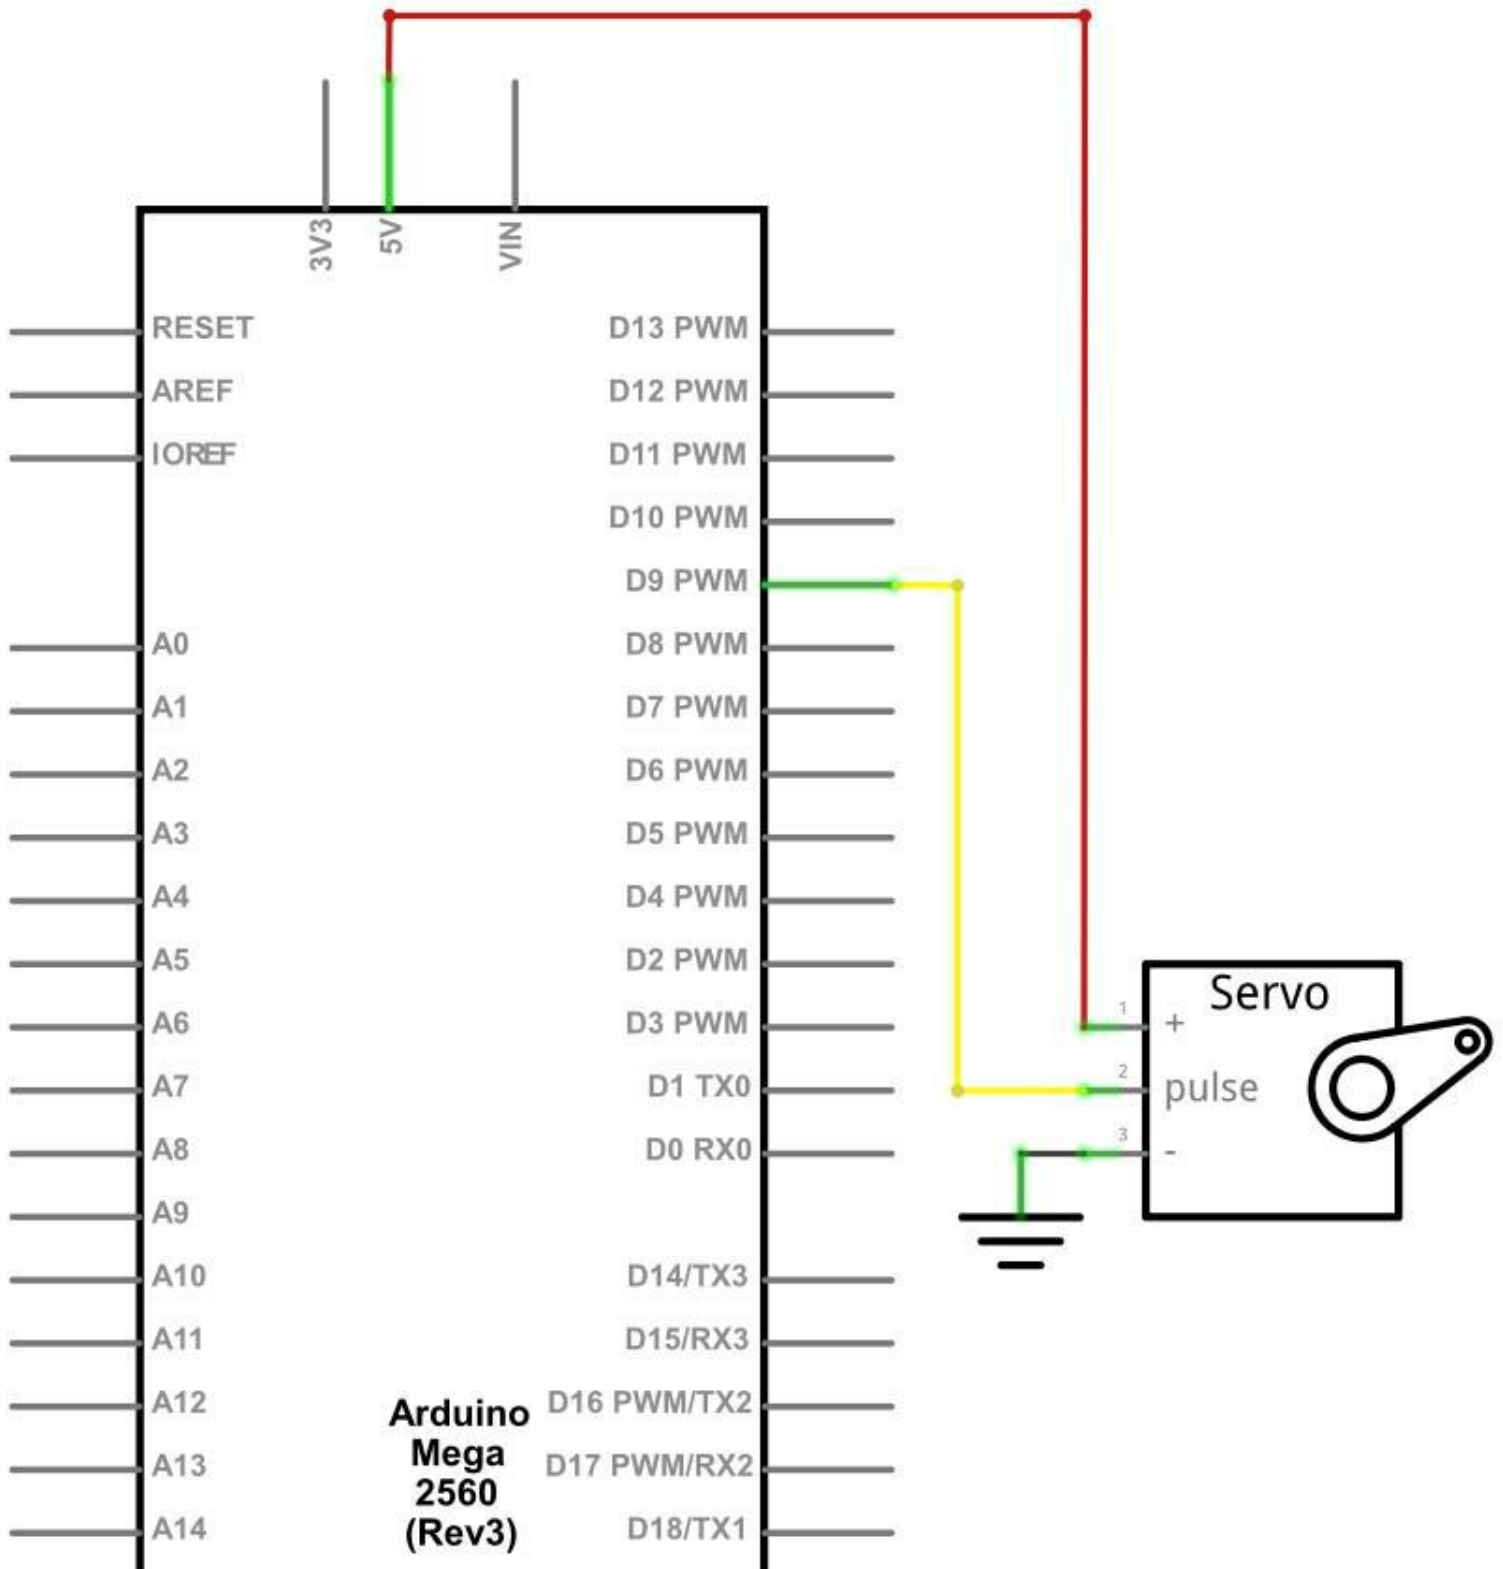 3V3
5V
VIN
RESET
AREF
IOREF
A0
A1
A2
A3
A4
A5
A6
A7
A8
A9
A10
A11
A12
A13
A14
D13 PWM
D12 PWM
D11 PWM
D10 PWM
D9 PWM
D8 PWM
D7 PWM
D6 PWM
D5 PWM
D4 PWM
D2 PWM
D3 PWM
D1 TX0
D0 RX0
D14/TX3
D15/RX3
D16 PWM/TX2
D17 PWM/RX2
D18/TX1
Arduino
Mega
2560
(Rev3)
Servo
1 +
2 pulse
3 -